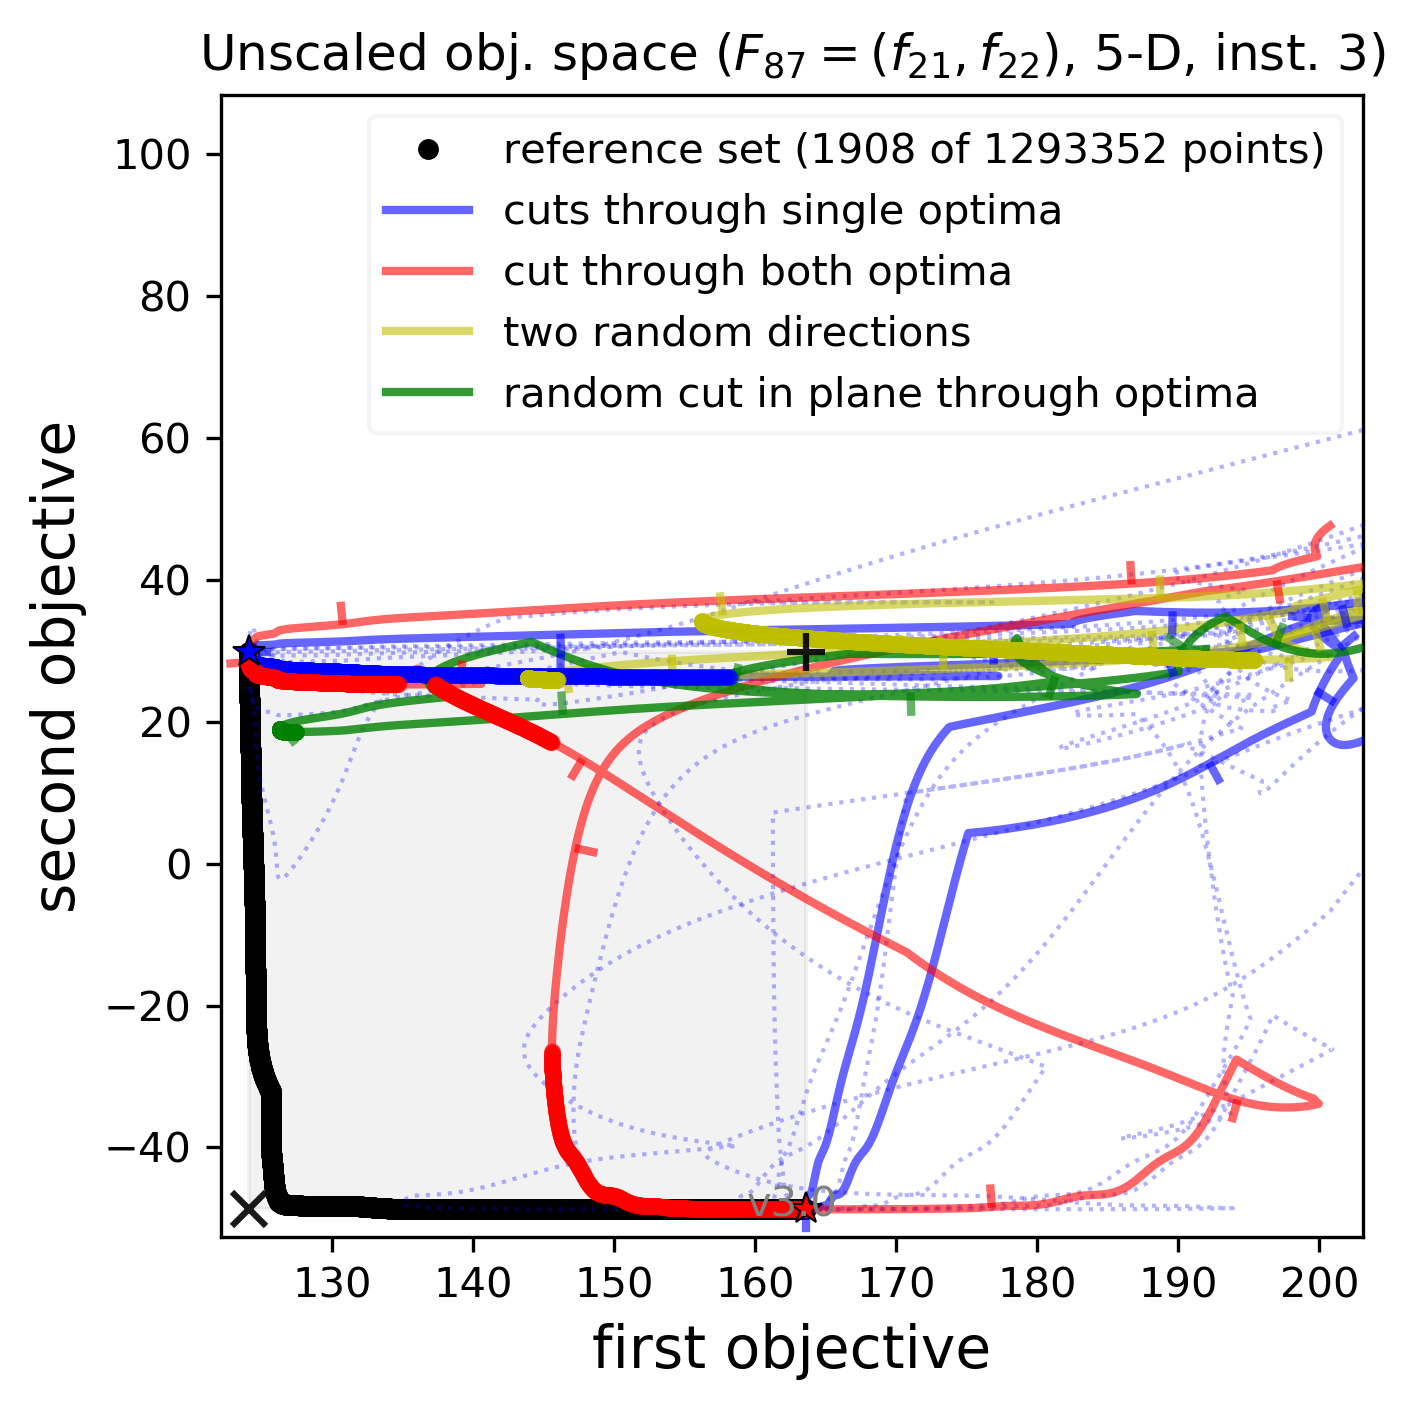 Unscaled obj. space (F₈₇ = (f₂₁, f₂₂), 5-D, inst. 3)
reference set (1908 of 1293352 points)
cuts through single optima
cut through both optima
two random directions
random cut in plane through optima
100
80
60
40
20
0
−20
−40
second objective
v3.0
130 140 150 160 170 180 190 200
first objective